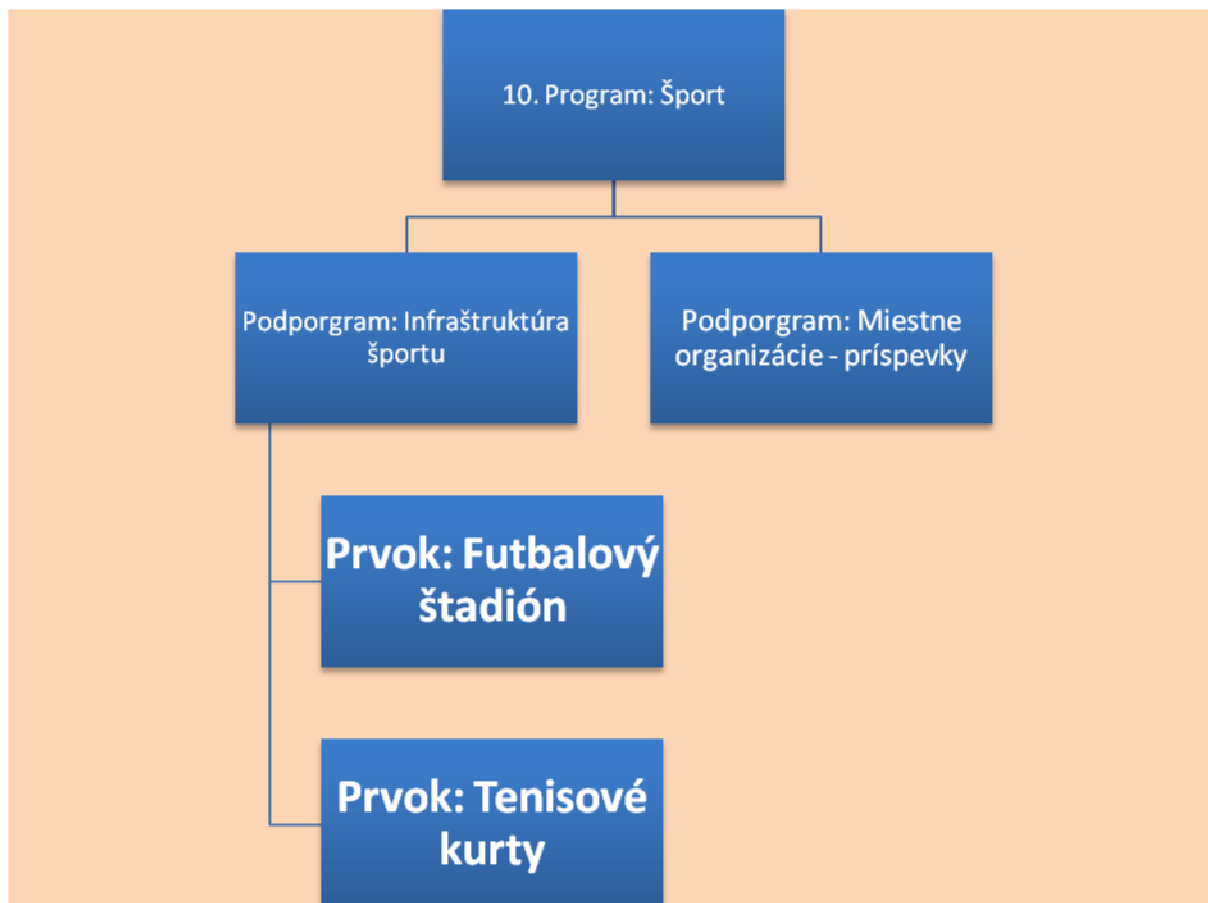 10. Program: Šport
Podporgram: Infraštruktúra
športu
Podporgram: Miestne
organizácie - príspevky
Prvok: Futbalový
štadión
Prvok: Tenisové
kurty